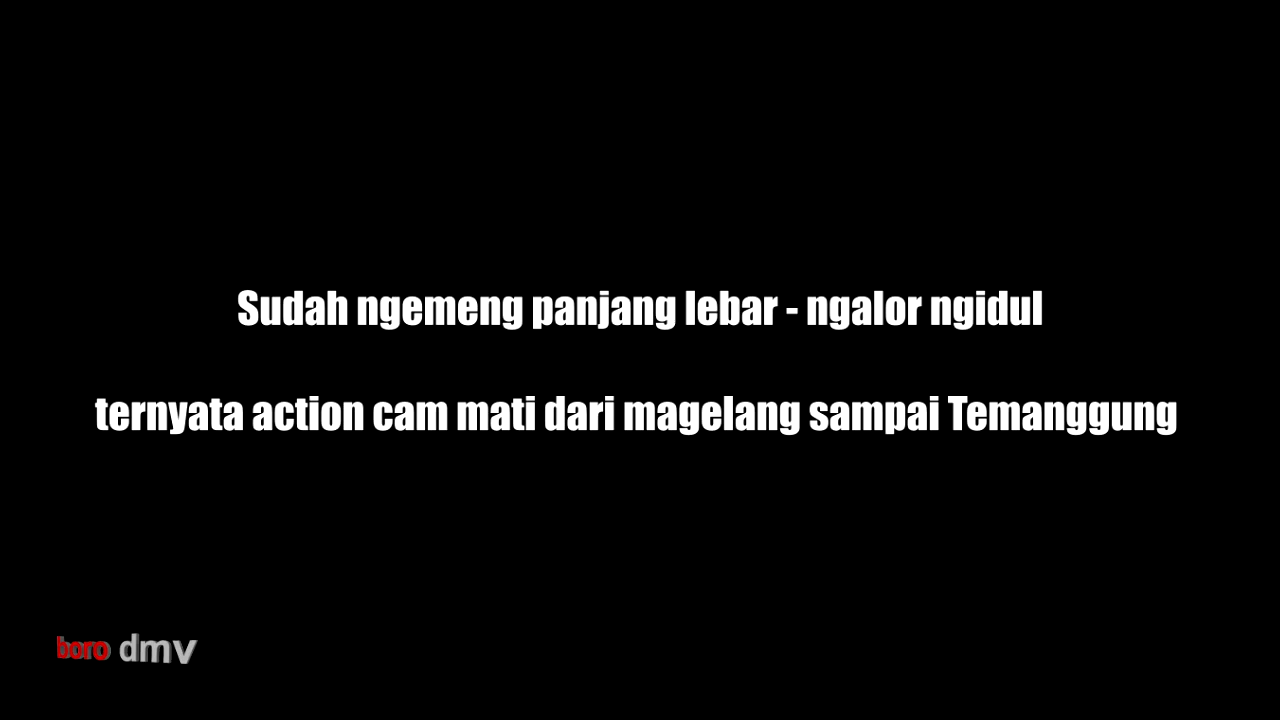 Sudah ngemeng panjang lebar - ngalor ngidul
ternyata action cam mati dari magelang sampai Temanggung
boro dmv